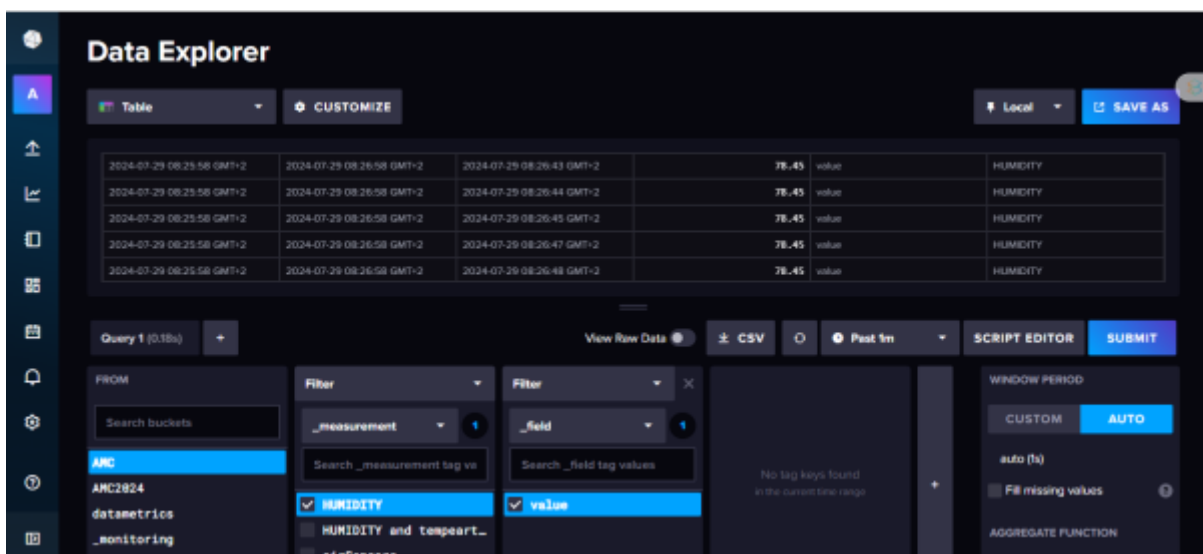 Data Explorer
A
Table
CUSTOMIZE
Local
SAVE AS
2024-07-29 08:25:58 GMT+2 2024-07-29 08:26:58 GMT+2 2024-07-29 08:26:43 GMT+2 78.45 value HUMIDITY
2024-07-29 08:25:58 GMT+2 2024-07-29 08:26:58 GMT+2 2024-07-29 08:26:44 GMT+2 78.45 value HUMIDITY
2024-07-29 08:25:58 GMT+2 2024-07-29 08:26:58 GMT+2 2024-07-29 08:26:45 GMT+2 78.45 value HUMIDITY
2024-07-29 08:25:58 GMT+2 2024-07-29 08:26:58 GMT+2 2024-07-29 08:26:47 GMT+2 78.45 value HUMIDITY
2024-07-29 08:25:58 GMT+2 2024-07-29 08:26:58 GMT+2 2024-07-29 08:26:48 GMT+2 78.45 value HUMIDITY
Query 1 (0.18s) +
View Raw Data
CSV
Past 1m
SCRIPT EDITOR
SUBMIT
FROM
Search buckets
AMC
AMC2024
datametrics
_monitoring
Filter
_measurement 1
Search _measurement tag va
HUMIDITY
HUMIDITY and tempeart…
Filter
_field 1
Search _field tag values
value
No tag keys found
in the current time range
+
WINDOW PERIOD
CUSTOM AUTO
auto (1s)
Fill missing values
AGGREGATE FUNCTION